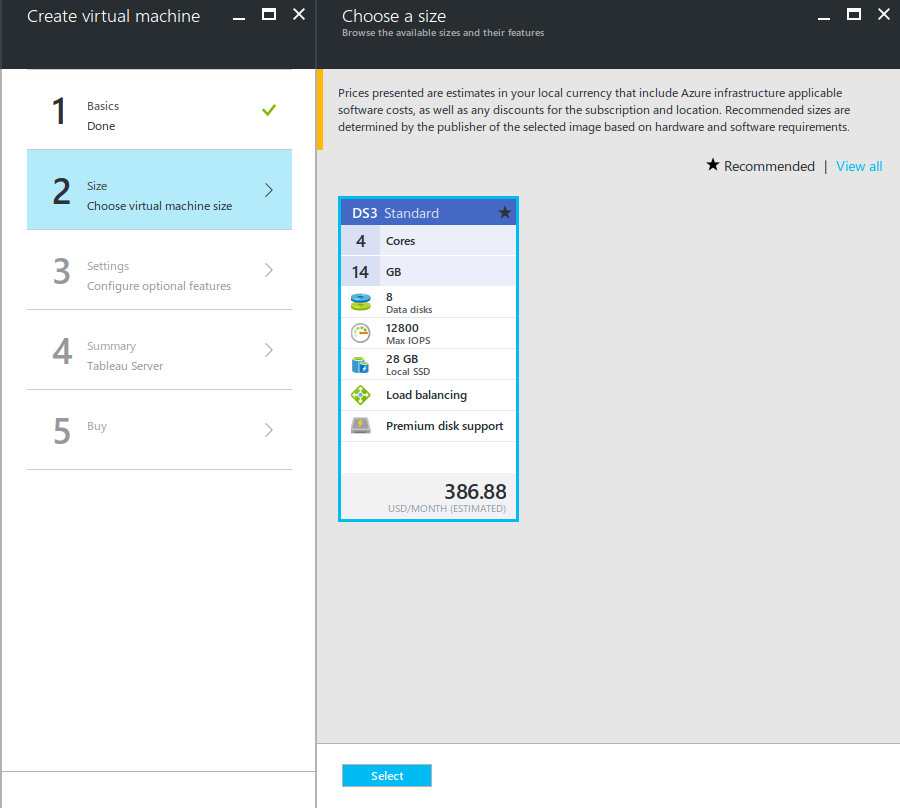 Create virtual machine
1
Basics
Done
2
Size
Choose virtual machine size
3
Settings
Configure optional features
4
Summary
Tableau Server
5
Buy
Choose a size
Browse the available sizes and their features
Prices presented are estimates in your local currency that include Azure infrastructure applicable
software costs, as well as any discounts for the subscription and location. Recommended sizes are
determined by the publisher of the selected image based on hardware and software requirements.
★ Recommended | View all
DS3 Standard ★
4 Cores
14 GB
8
Data disks
12800
Max IOPS
28 GB
Local SSD
Load balancing
Premium disk support
386.88
USD/MONTH (ESTIMATED)
Select